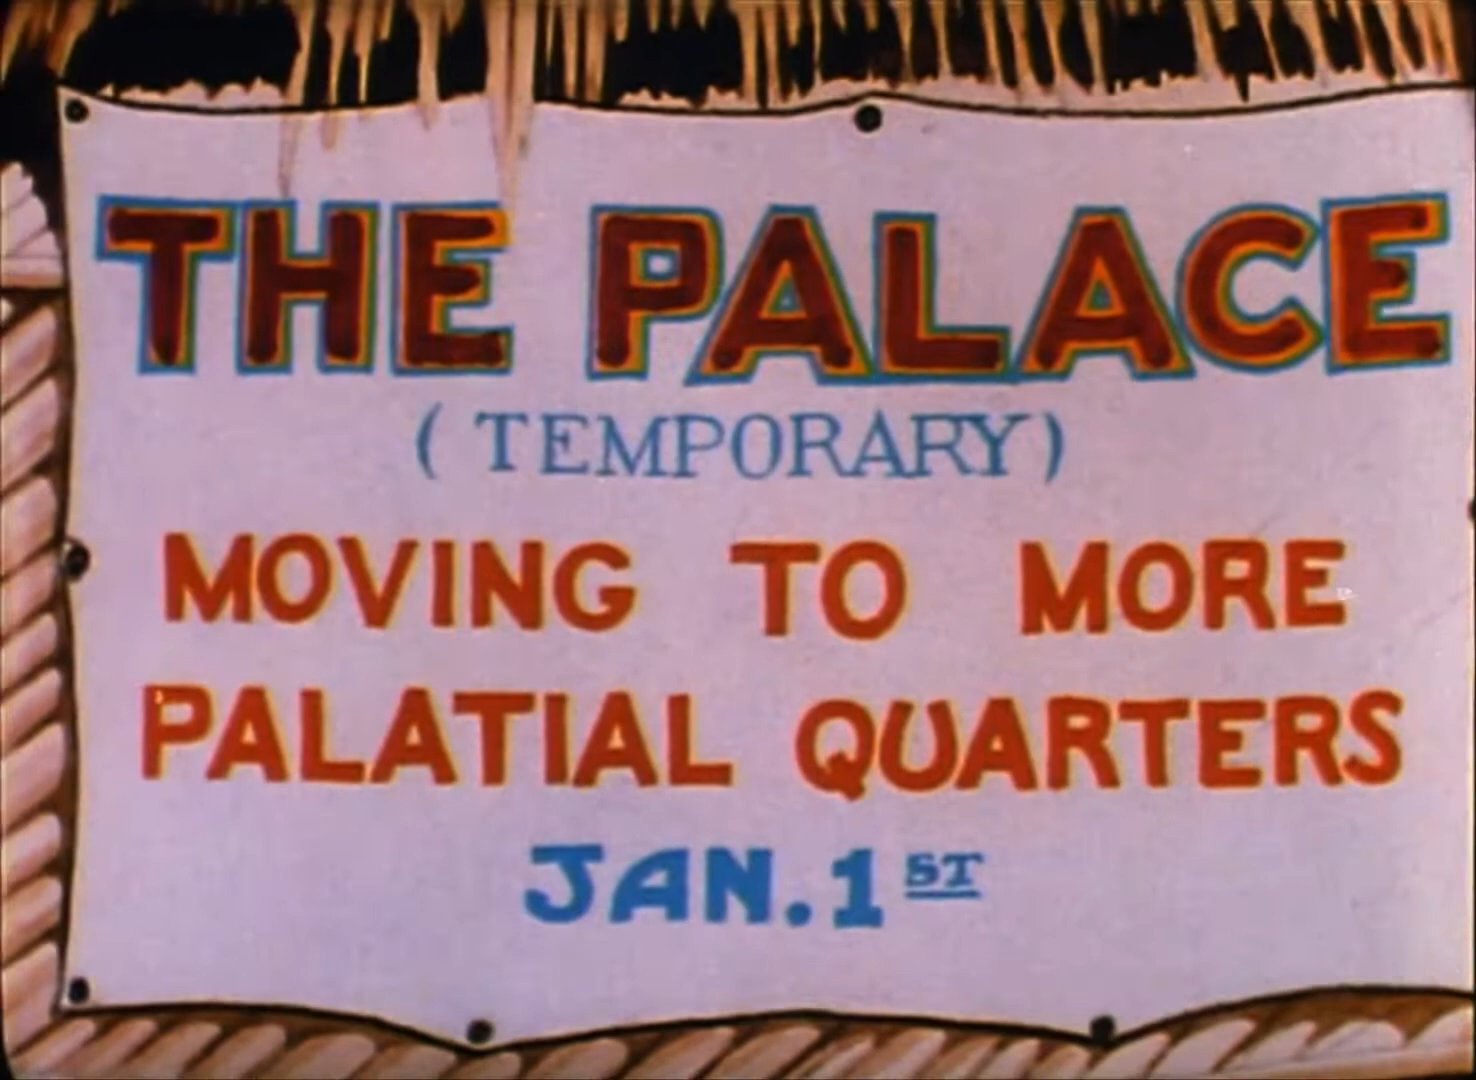 THE PALACE
(TEMPORARY)
MOVING TO MORE
PALATIAL QUARTERS
JAN. 1ST